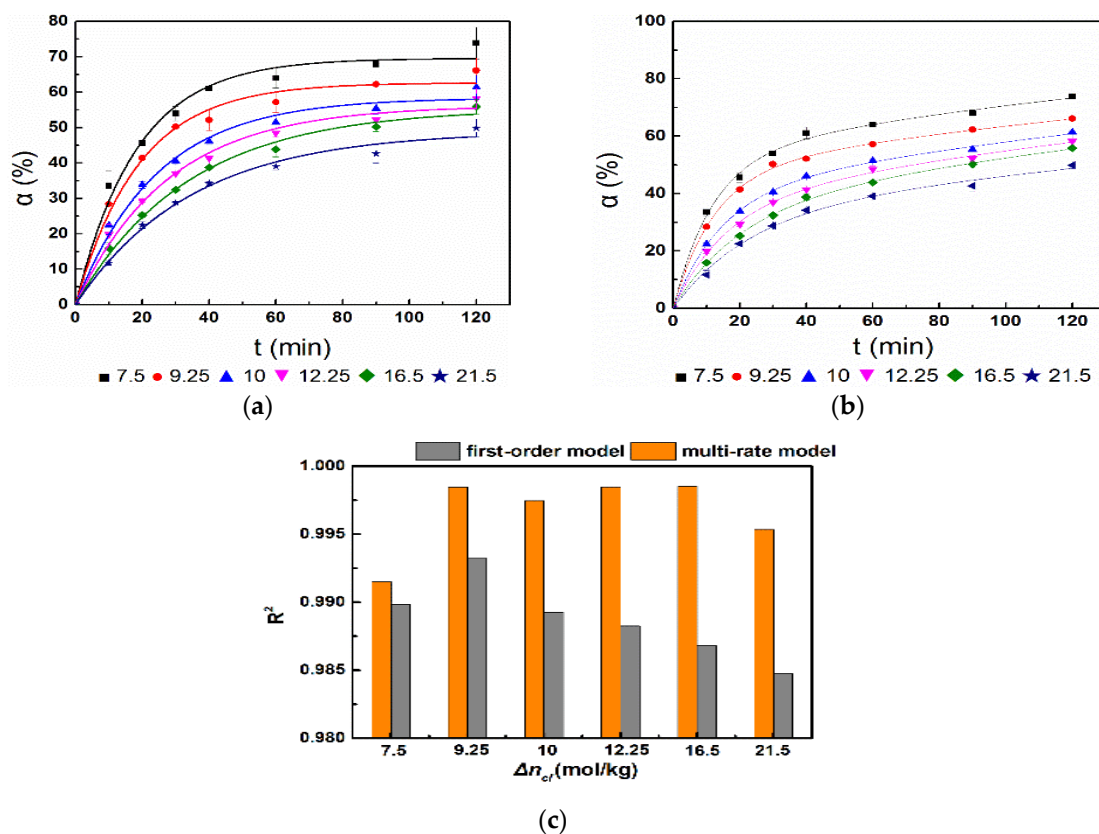 80
70
60
50
40
30
20
10
0
α (%)
0 20 40 60 80 100 120
t (min)
7.5 9.25 10 12.25 16.5 21.5
(a)
100
80
60
40
20
0
α (%)
0 20 40 60 80 100 120
t (min)
7.5 9.25 10 12.25 16.5 21.5
(b)
first-order model multi-rate model
1.000
0.995
0.990
0.985
0.980
R²
7.5 9.25 10 12.25 16.5 21.5
Δn_cl(mol/kg)
(c)